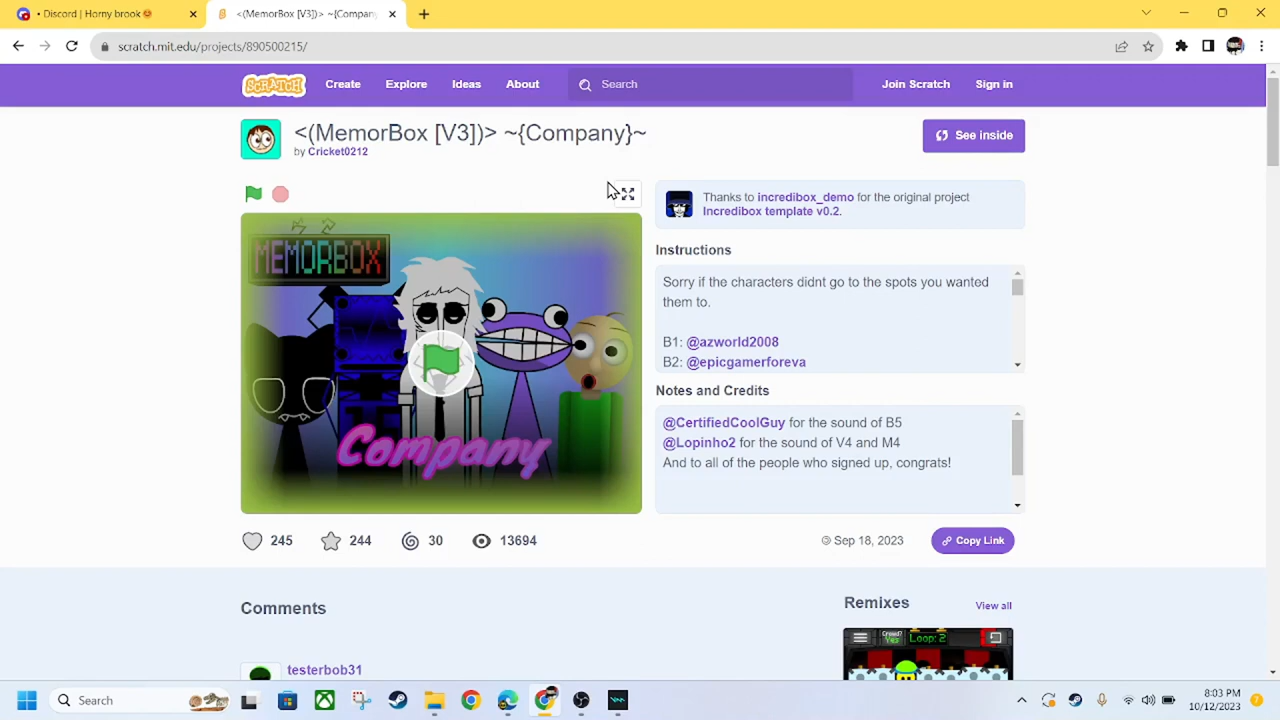 Discord | Horny brook
<(MemorBox [V3])> ~{Company
scratch.mit.edu/projects/890500215/
SCRATCH
Create
Explore
Ideas
About
Search
Join Scratch
Sign in
<(MemorBox [V3])> ~{Company}~
by Cricket0212
See inside
Thanks to incredibox_demo for the original project
Incredibox template v0.2.
MEMORBOX
Company
Instructions
Sorry if the characters didnt go to the spots you wanted
them to.
B1: @azworld2008
B2: @epicgamerforeva
Notes and Credits
@CertifiedCoolGuy for the sound of B5
@Lopinho2 for the sound of V4 and M4
And to all of the people who signed up, congrats!
245
244
30
13694
Sep 18, 2023
Copy Link
Comments
testerbob31
Remixes
View all
Yes
Loop: 2
Search
8:03 PM
10/12/2023
7